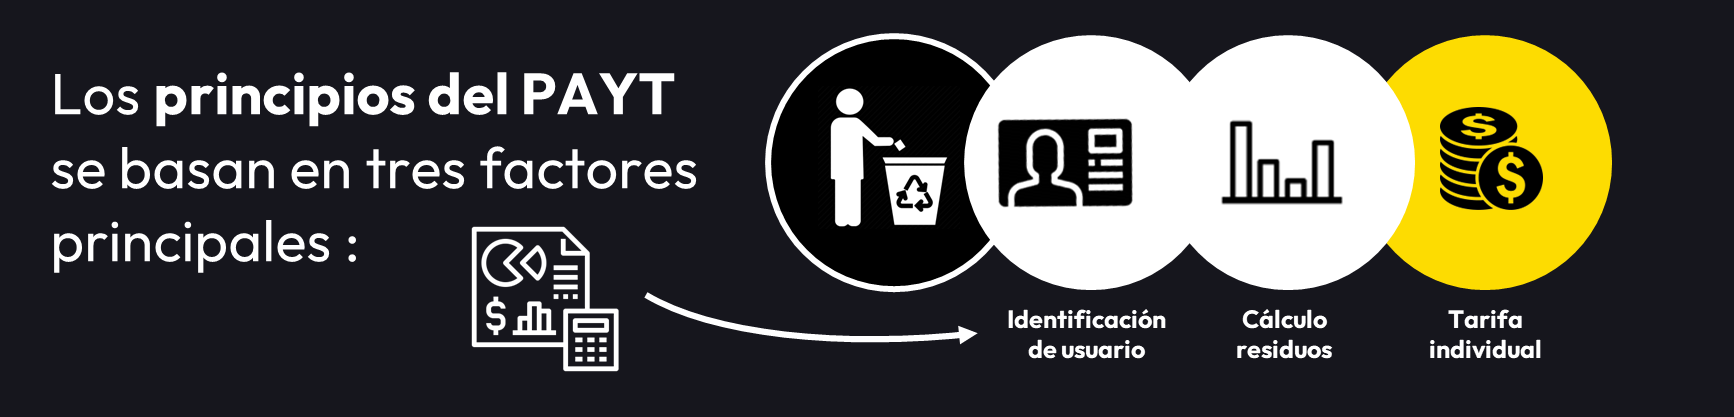 Los principios del PAYT
se basan en tres factores
principales :
Identificación
de usuario
Cálculo
residuos
Tarifa
individual